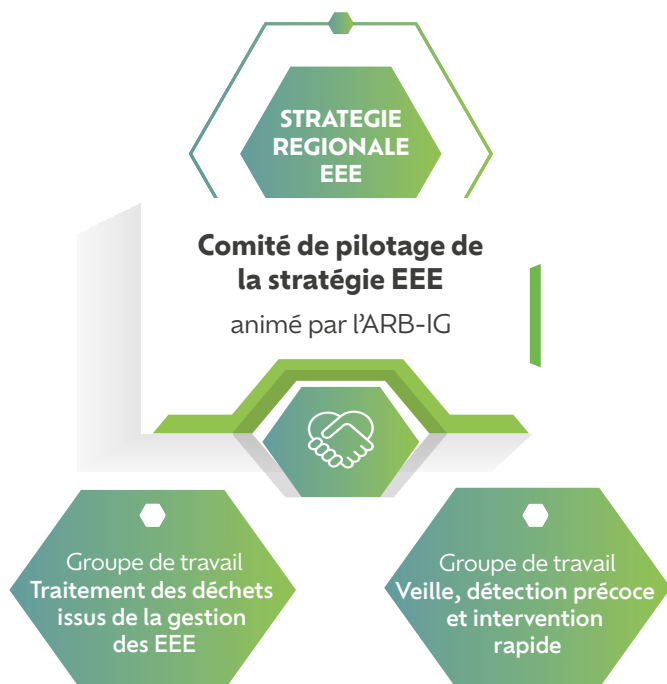 STRATEGIE
REGIONALE
EEE
Comité de pilotage de
la stratégie EEE
animé par l'ARB-IG
Groupe de travail
Traitement des déchets
issus de la gestion
des EEE
Groupe de travail
Veille, détection précoce
et intervention
rapide